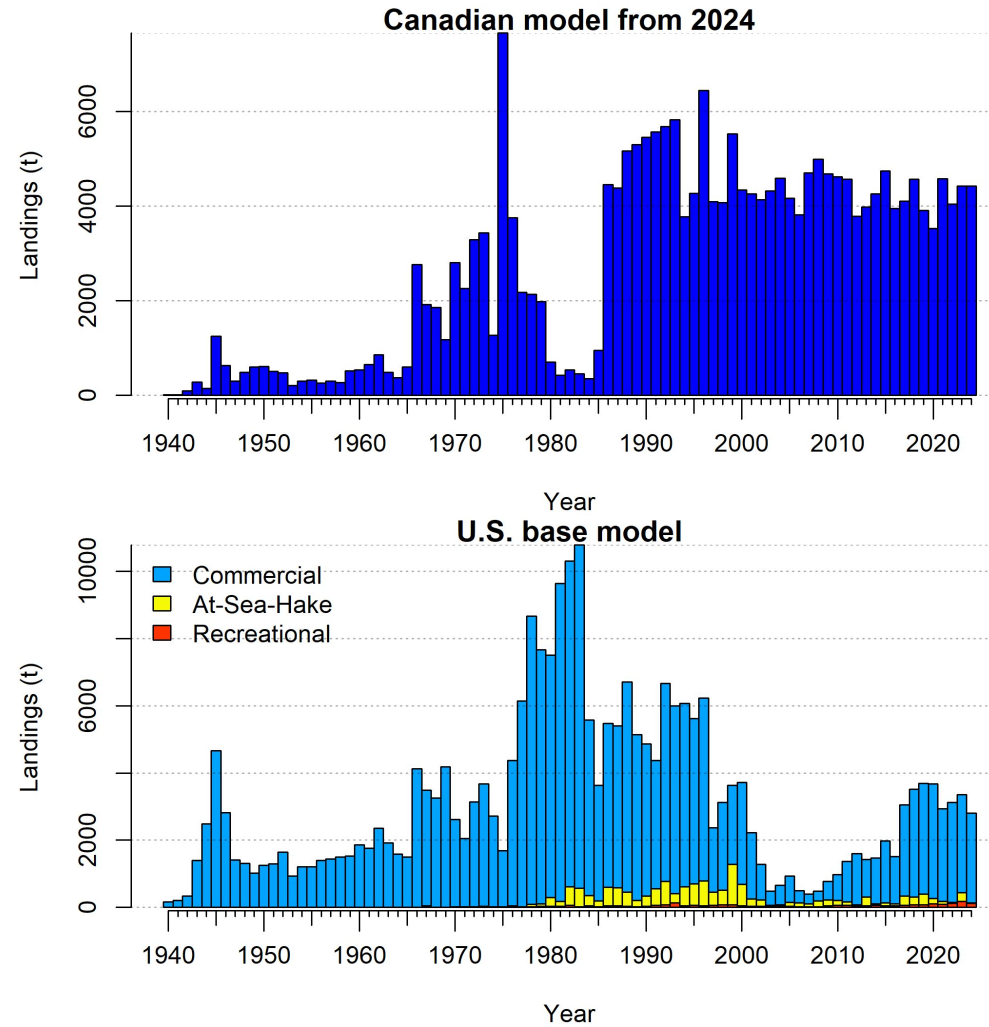 Canadian model from 2024
Landings (t)
6000
4000
2000
0
1940 1950 1960 1970 1980 1990 2000 2010 2020
Year
U.S. base model
Landings (t)
10000
6000
2000
0
Commercial
At-Sea-Hake
Recreational
1940 1950 1960 1970 1980 1990 2000 2010 2020
Year